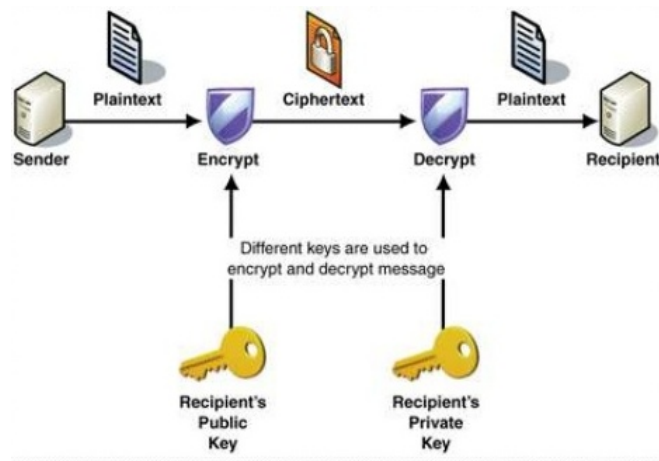 Plaintext
Ciphertext
Plaintext
Sender
Encrypt
Decrypt
Recipient
Different keys are used to
encrypt and decrypt message
Recipient's
Public
Key
Recipient's
Private
Key